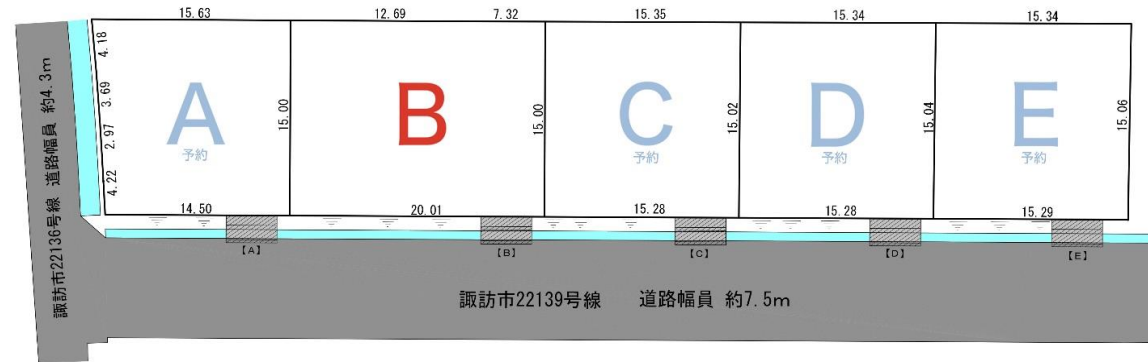 15.63
12.69
7.32
15.35
15.34
15.34
4.18
3.69
2.97
4.22
A
予約
15.00
B
15.00
C
予約
15.02
D
予約
15.04
E
予約
15.06
14.50
20.01
15.28
15.28
15.29
【A】
【B】
【C】
【D】
【E】
諏訪市22136号線 道路幅員 約4.3m
諏訪市22139号線 道路幅員 約7.5m